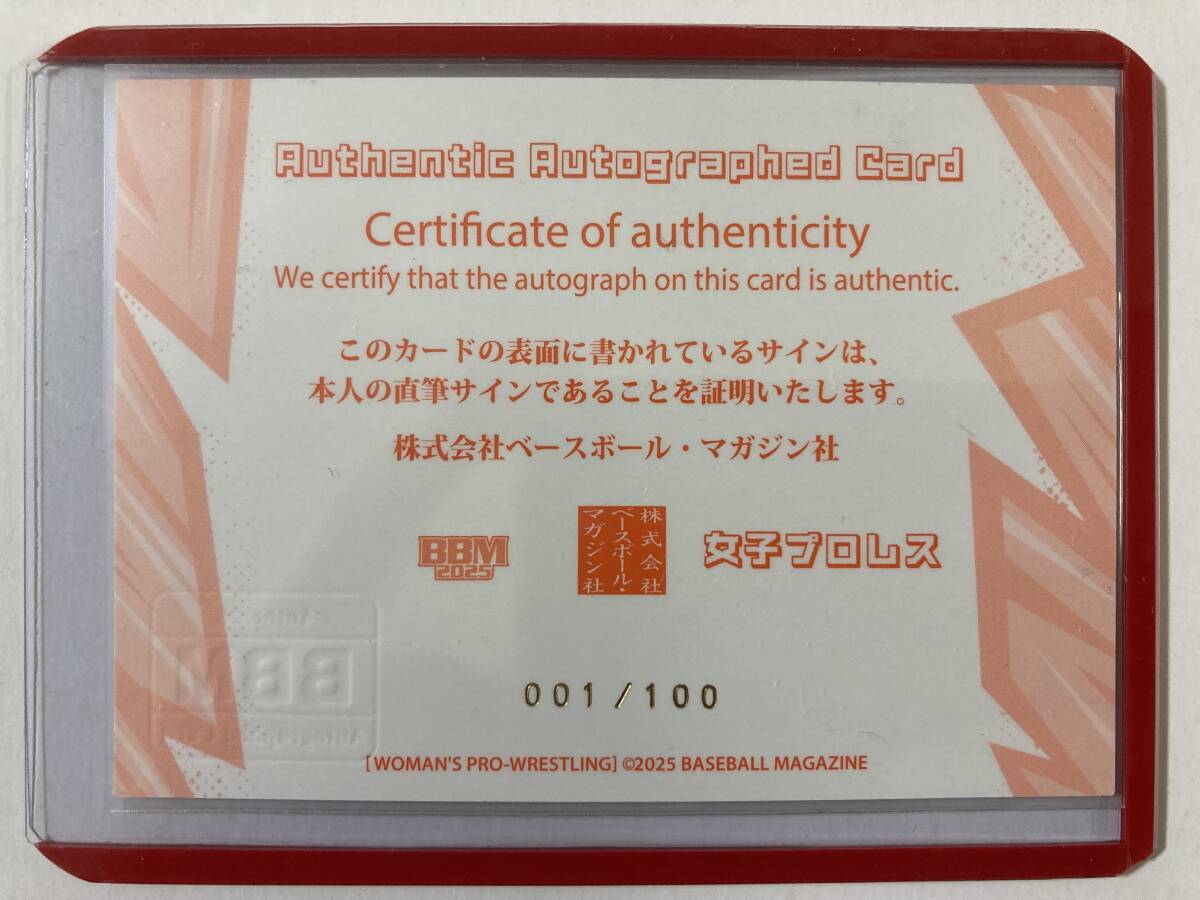 Authentic Autographed Card
Certificate of authenticity
We certify that the autograph on this card is authentic.
このカードの表面に書かれているサインは、
本人の直筆サインであることを証明いたします。
株式会社ベースボール・マガジン社
BBM
2025
株式会社
ベースボール・
マガジン社
女子プロレス
BBM
001/100
[WOMAN'S PRO-WRESTLING] ©2025 BASEBALL MAGAZINE